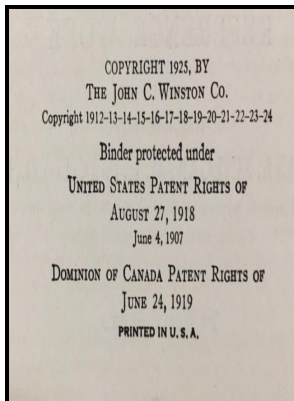 COPYRIGHT 1925, BY
THE JOHN C. WINSTON CO.
Copyright 1912-13-14-15-16-17-18-19-20-21-22-23-24
Binder protected under
UNITED STATES PATENT RIGHTS OF
AUGUST 27, 1918
June 4, 1907
DOMINION OF CANADA PATENT RIGHTS OF
JUNE 24, 1919
PRINTED IN U. S. A.